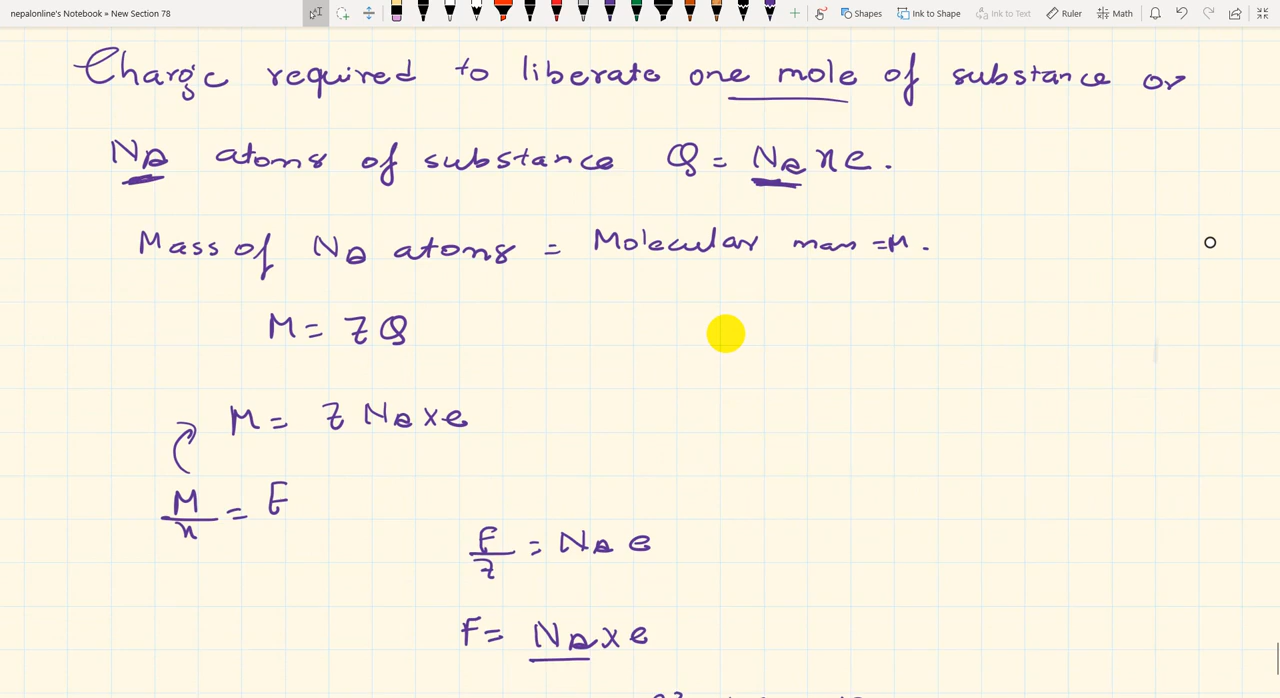 nepalonline's Notebook » New Section 78
Shapes Ink to Shape Ink to Text Ruler Math
Charge required to liberate one mole of substance or
NA atoms of substance Q = NA x e.
Mass of NA atoms = Molecular mass = M.
M = Z Q
M = Z NA x e
M/x = E
E/Z = NA e
F = NA x e